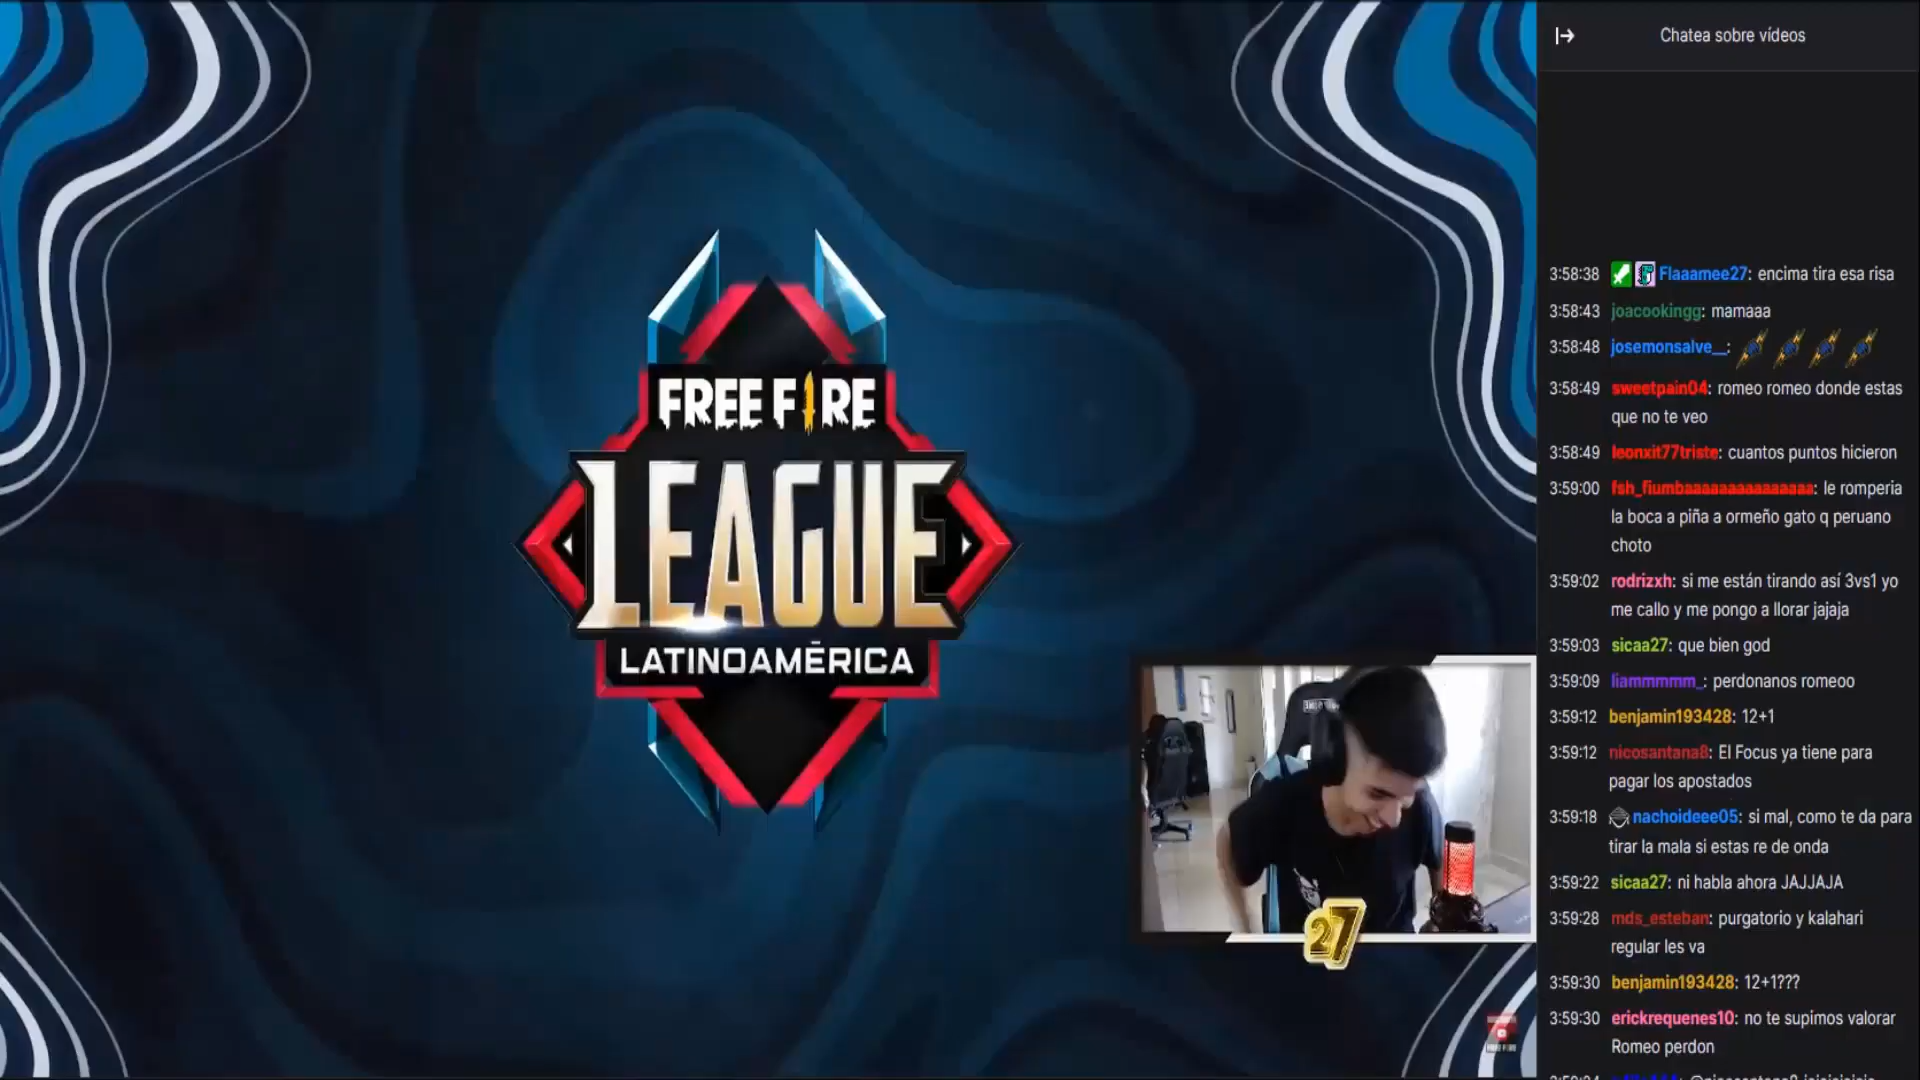 FREE FIRE
LEAGUE
LATINOAMÉRICA
27
Chatea sobre vídeos
3:58:38 Flaaamee27: encima tira esa risa
3:58:43 joacookingg: mamaaa
3:58:48 josemonsalve__:
3:58:49 sweetpain04: romeo romeo donde estas
que no te veo
3:58:49 leonxit77triste: cuantos puntos hicieron
3:59:00 fsh_fiumbaaaaaaaaaaaaaaaa: le romperia
la boca a piña a ormeño gato q peruano
choto
3:59:02 rodrizxh: si me están tirando así 3vs1 yo
me callo y me pongo a llorar jajaja
3:59:03 sicaa27: que bien god
3:59:09 liammmmm_: perdonanos romeoo
3:59:12 benjamin193428: 12+1
3:59:12 nicosantana8: El Focus ya tiene para
pagar los apostados
3:59:18 nachoideee05: si mal, como te da para
tirar la mala si estas re de onda
3:59:22 sicaa27: ni habla ahora JAJJAJA
3:59:28 mds_esteban: purgatorio y kalahari
regular les va
3:59:30 benjamin193428: 12+1???
3:59:30 erickrequenes10: no te supimos valorar
Romeo perdon